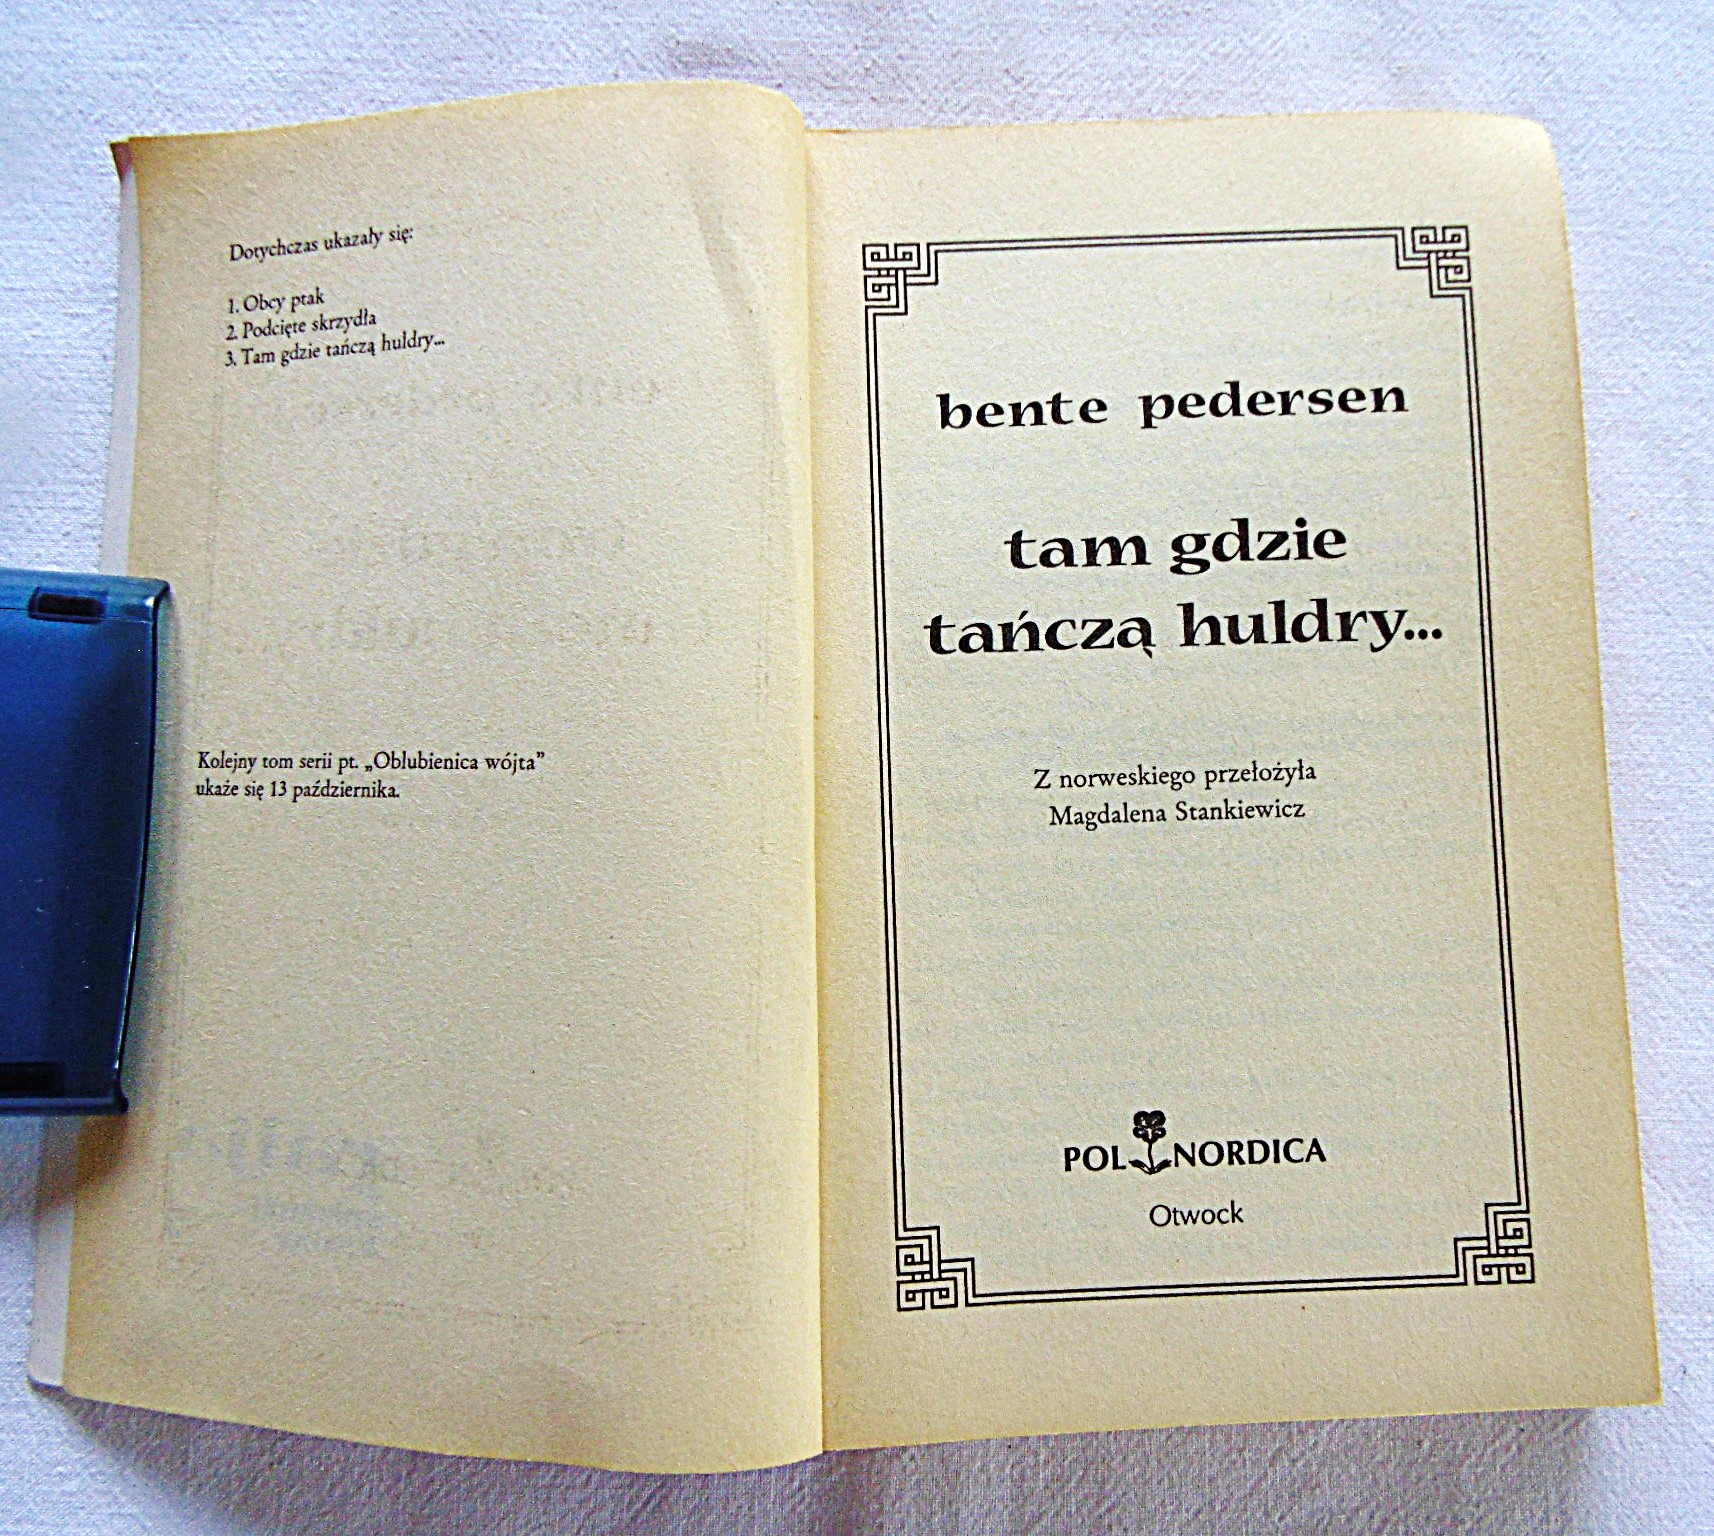 Dotychczas ukazały się:
1. Obcy ptak
2. Podcięte skrzydła
3. Tam gdzie tańczą huldry...
Kolejny tom serii pt. „Oblubienica wójta”
ukaże się 13 października.
bente pedersen
tam gdzie
tańczą huldry...
Z norweskiego przełożyła
Magdalena Stankiewicz
POL NORDICA
Otwock